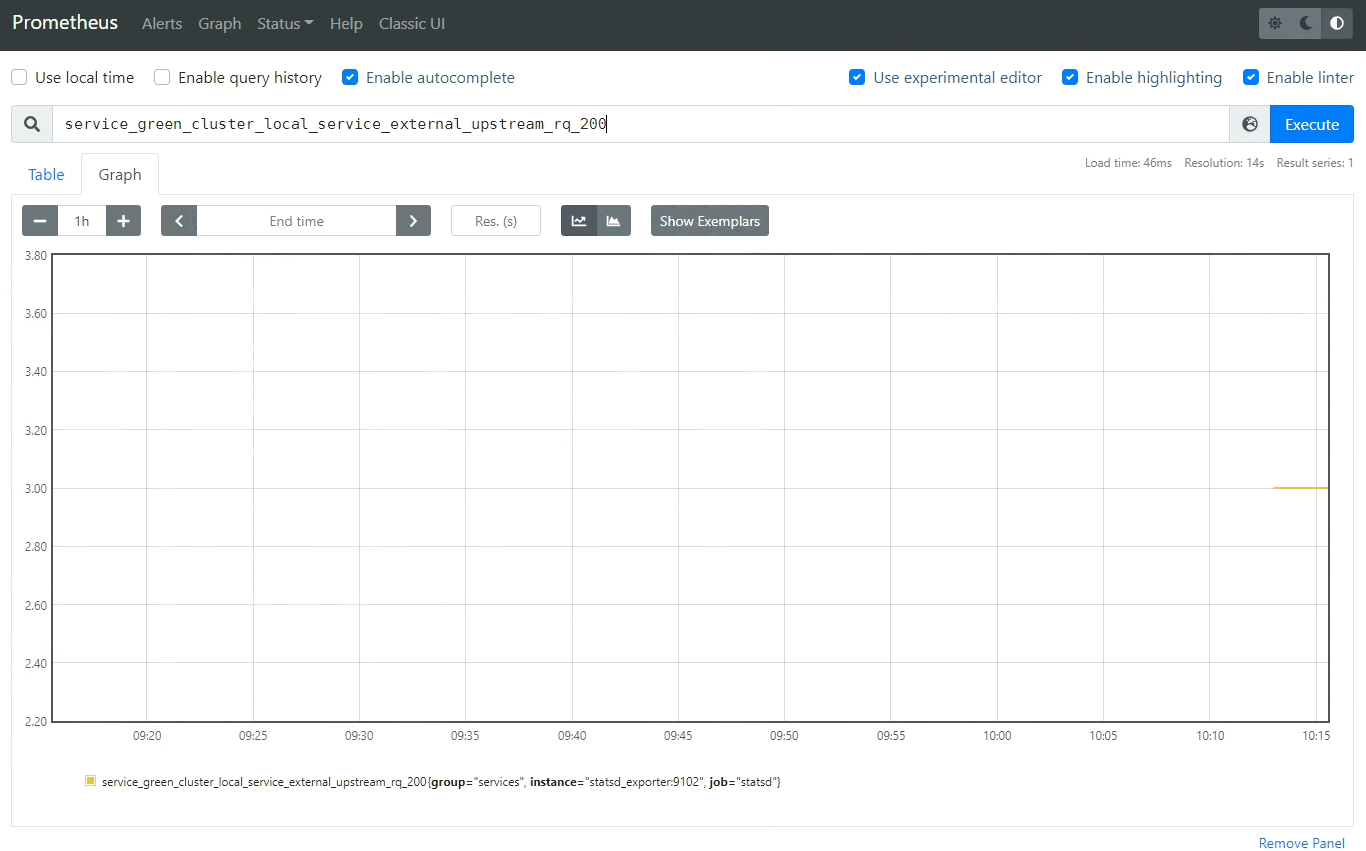 Prometheus Alerts Graph Status Help Classic UI
Use local time Enable query history Enable autocomplete Use experimental editor Enable highlighting Enable linter
service_green_cluster_local_service_external_upstream_rq_200 Execute
Table Graph Load time: 46ms Resolution: 14s Result series: 1
1h End time Res. (s) Show Exemplars
3.80
3.60
3.40
3.20
3.00
2.80
2.60
2.40
2.20
09:20 09:25 09:30 09:35 09:40 09:45 09:50 09:55 10:00 10:05 10:10 10:15
service_green_cluster_local_service_external_upstream_rq_200{group="services", instance="statsd_exporter:9102", job="statsd"}
Remove Panel